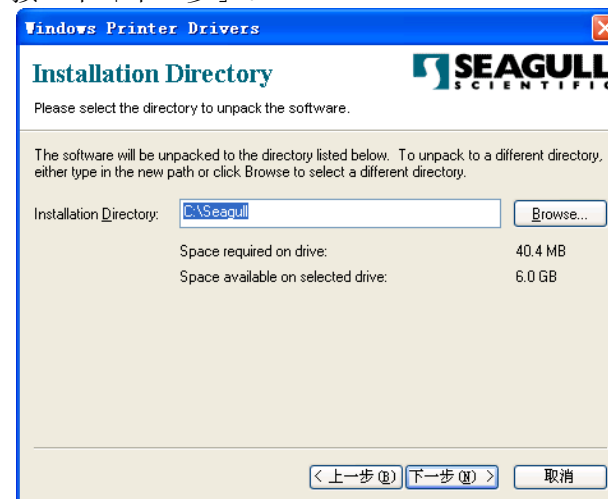 Windows Printer Drivers
Installation Directory
SEAGULL
SCIENTIFIC
Please select the directory to unpack the software.
The software will be unpacked to the directory listed below. To unpack to a different directory,
either type in the new path or click Browse to select a different directory.
Installation Directory: C:\Seagull Browse...
Space required on drive: 40.4 MB
Space available on selected drive: 6.0 GB
< 上一步(B) 下一步(N) > 取消